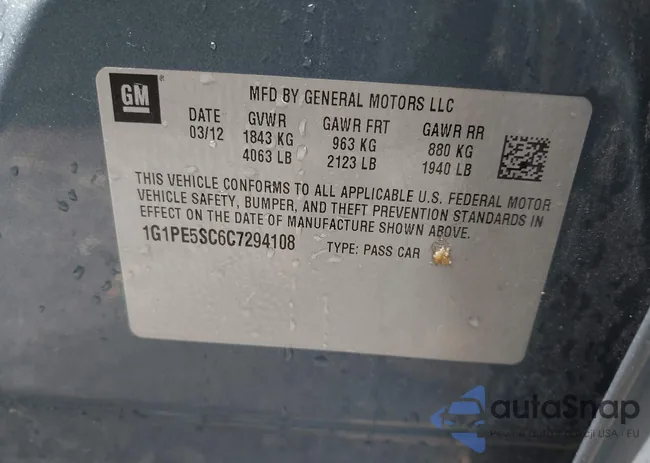 GM
MFD BY GENERAL MOTORS LLC
DATE GVWR GAWR FRT GAWR RR
03/12 1843 KG 963 KG 880 KG
4063 LB 2123 LB 1940 LB
THIS VEHICLE CONFORMS TO ALL APPLICABLE U.S. FEDERAL MOTOR
VEHICLE SAFETY, BUMPER, AND THEFT PREVENTION STANDARDS IN
EFFECT ON THE DATE OF MANUFACTURE SHOWN ABOVE.
1G1PE5SC6C7294108 TYPE: PASS CAR
autoSnap
USA - EU